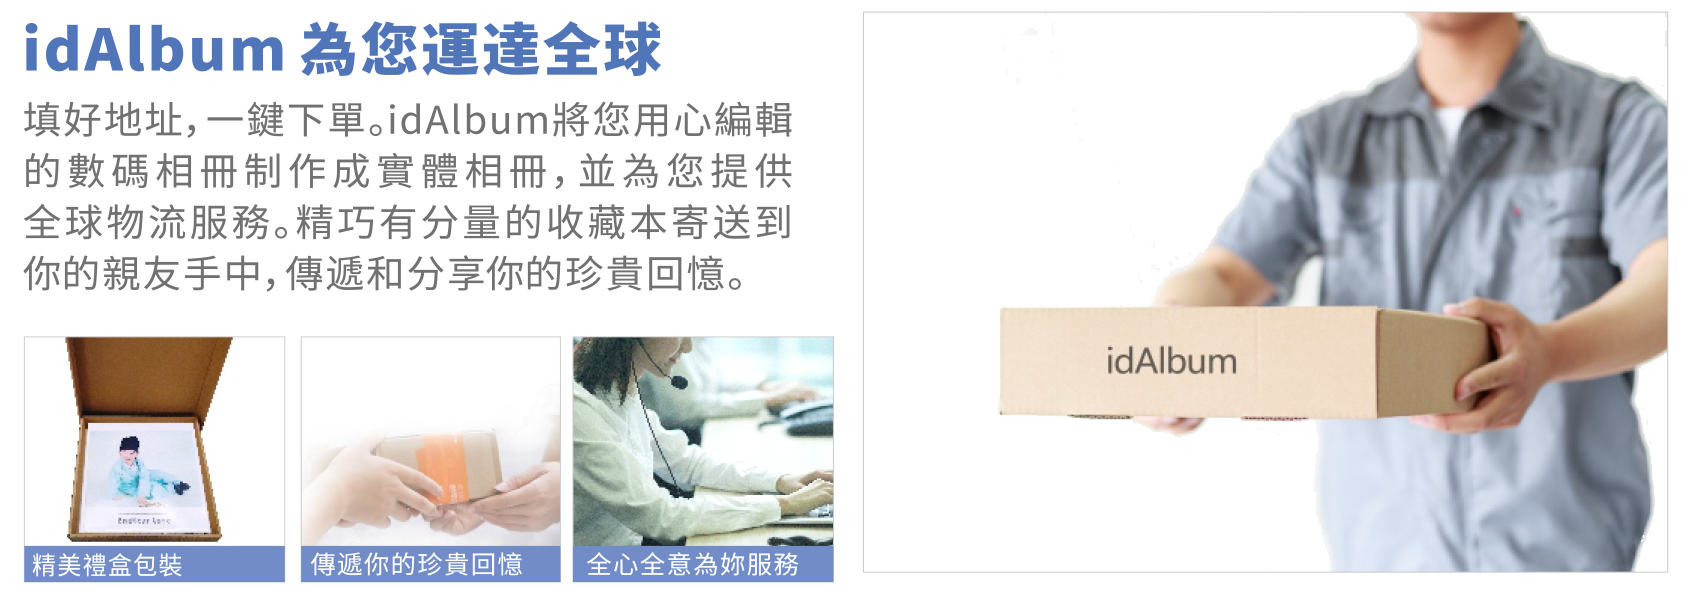 idAlbum 為您運達全球
填好地址，一鍵下單。idAlbum將您用心編輯
的數碼相冊制作成實體相冊，並為您提供
全球物流服務。精巧有分量的收藏本寄送到
你的親友手中，傳遞和分享你的珍貴回憶。
idAlbum
精美禮盒包裝
傳遞你的珍貴回憶
全心全意為妳服務